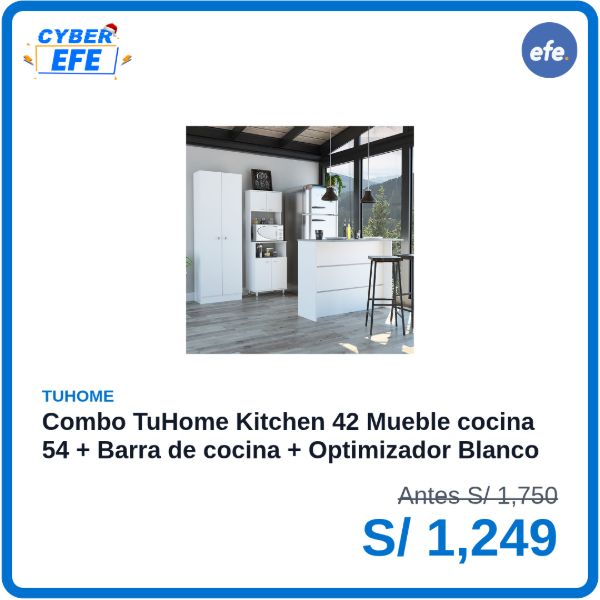 CYBER
EFE
efe.
TUHOME
Combo TuHome Kitchen 42 Mueble cocina
54 + Barra de cocina + Optimizador Blanco
Antes S/ 1,750
S/ 1,249